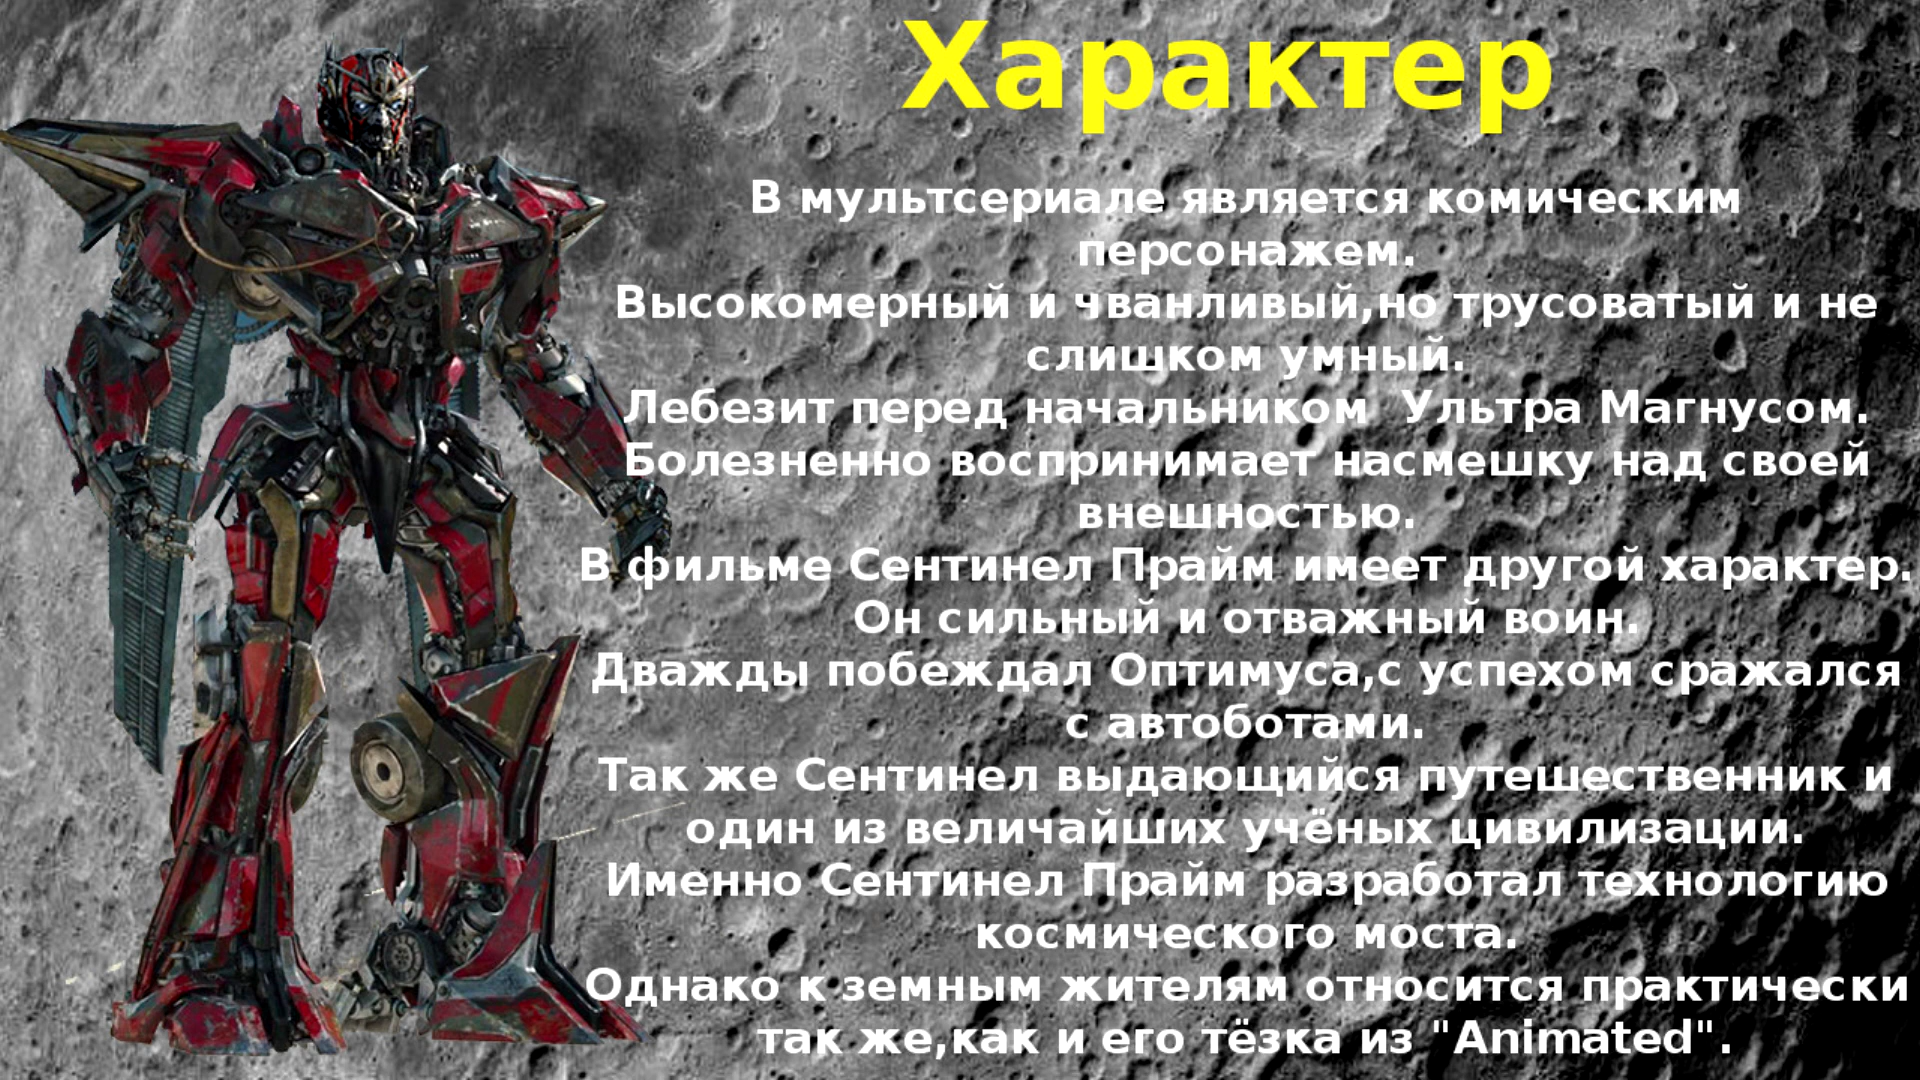 Характер
В мультсериале является комическим
персонажем.
Высокомерный и чванливый,но трусоватый и не
слишком умный.
Лебезит перед начальником  Ультра Магнусом.
Болезненно воспринимает насмешку над своей
внешностью.
В фильме Сентинел Прайм имеет другой характер.
Он сильный и отважный воин.
Дважды побеждал Оптимуса,с успехом сражался
с автоботами.
Так же Сентинел выдающийся путешественник и
один из величайших учёных цивилизации.
Именно Сентинел Прайм разработал технологию
космического моста.
Однако к земным жителям относится практически
так же,как и его тёзка из "Animated".